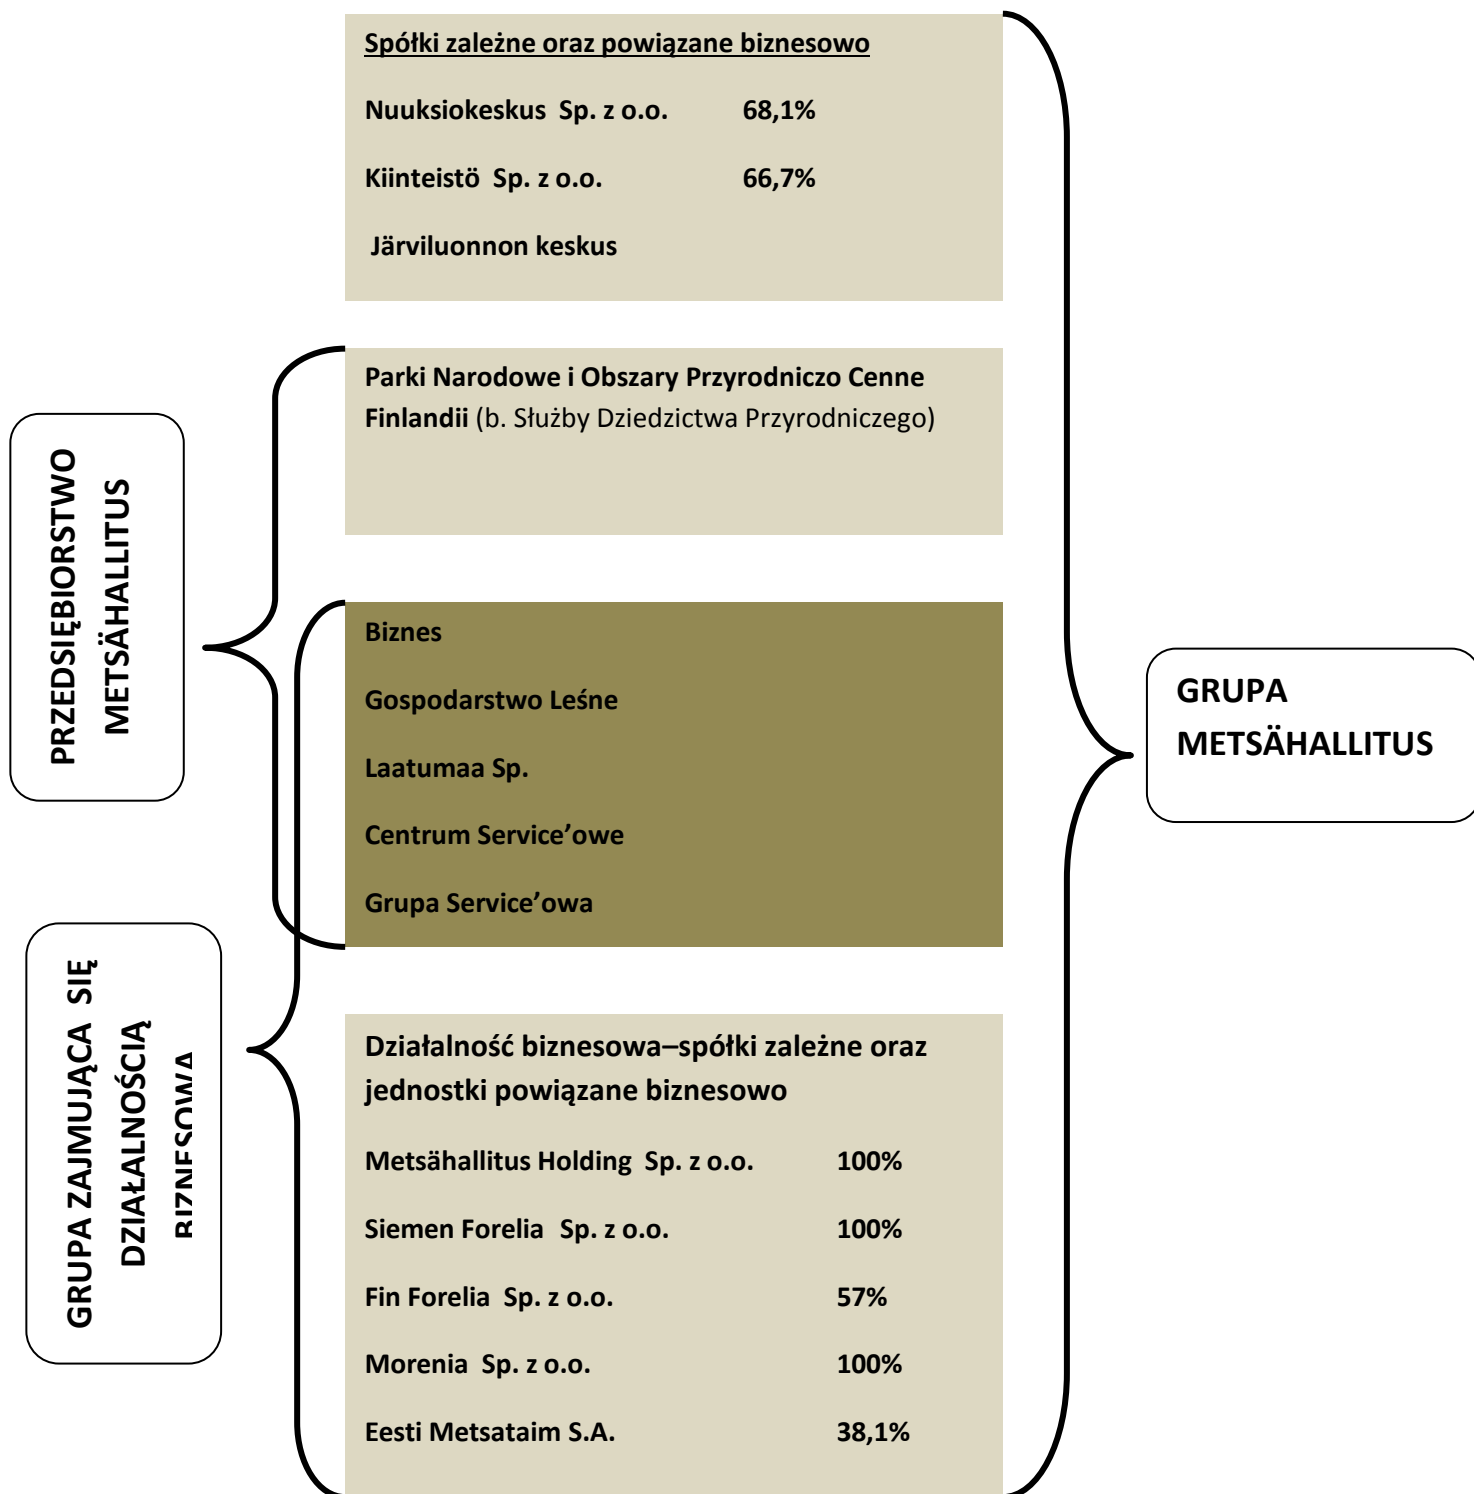 Spółki zależne oraz powiązane biznesowo
Nuuksiokeskus Sp. z o.o. 68,1%
Kiinteistö Sp. z o.o. 66,7%
Järviluonnon keskus
Parki Narodowe i Obszary Przyrodniczo Cenne
Finlandii (b. Służby Dziedzictwa Przyrodniczego)
PRZEDSIĘBIORSTWO
METSÄHALLITUS
Biznes
Gospodarstwo Leśne
Laatumaa Sp.
Centrum Service’owe
Grupa Service’owa
GRUPA
METSÄHALLITUS
GRUPA ZAJMUJĄCA SIĘ
DZIAŁALNOŚCIĄ
BIZNESOWA
Działalność biznesowa–spółki zależne oraz
jednostki powiązane biznesowo
Metsähallitus Holding Sp. z o.o. 100%
Siemen Forelia Sp. z o.o. 100%
Fin Forelia Sp. z o.o. 57%
Morenia Sp. z o.o. 100%
Eesti Metsataim S.A. 38,1%